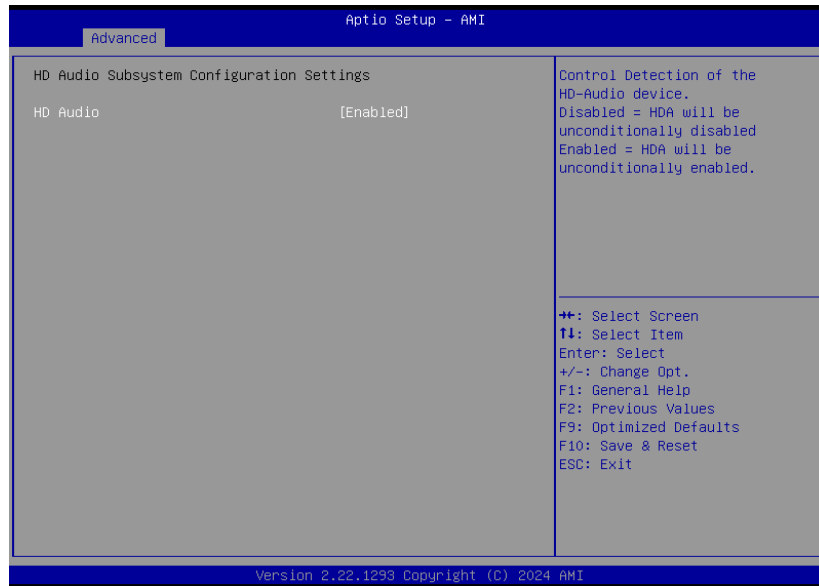 Aptio Setup – AMI
Advanced
HD Audio Subsystem Configuration Settings
HD Audio [Enabled]
Control Detection of the
HD-Audio device.
Disabled = HDA will be
unconditionally disabled
Enabled = HDA will be
unconditionally enabled.
→←: Select Screen
↑↓: Select Item
Enter: Select
+/-: Change Opt.
F1: General Help
F2: Previous Values
F9: Optimized Defaults
F10: Save & Reset
ESC: Exit
Version 2.22.1293 Copyright (C) 2024 AMI